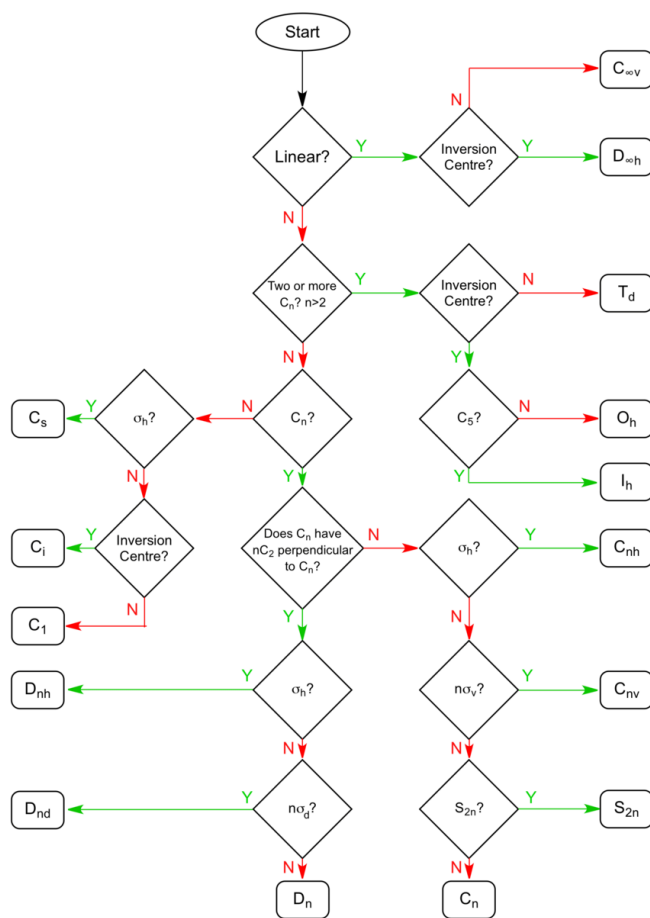 Start
C∞v
N
Linear?
Y
Inversion
Centre?
Y
D∞h
N
Two or more
Cn? n>2
Y
Inversion
Centre?
N
Td
N
Y
Cs
Y
σh?
N
Cn?
C5?
N
Oh
N
Y
Y
Ih
Ci
Y
Inversion
Centre?
Does Cn have
nC2 perpendicular
to Cn?
N
σh?
Y
Cnh
N
C1
Y
N
Dnh
Y
σh?
nσv?
Y
Cnv
N
N
Dnd
Y
nσd?
S2n?
Y
S2n
N
N
Dn
Cn